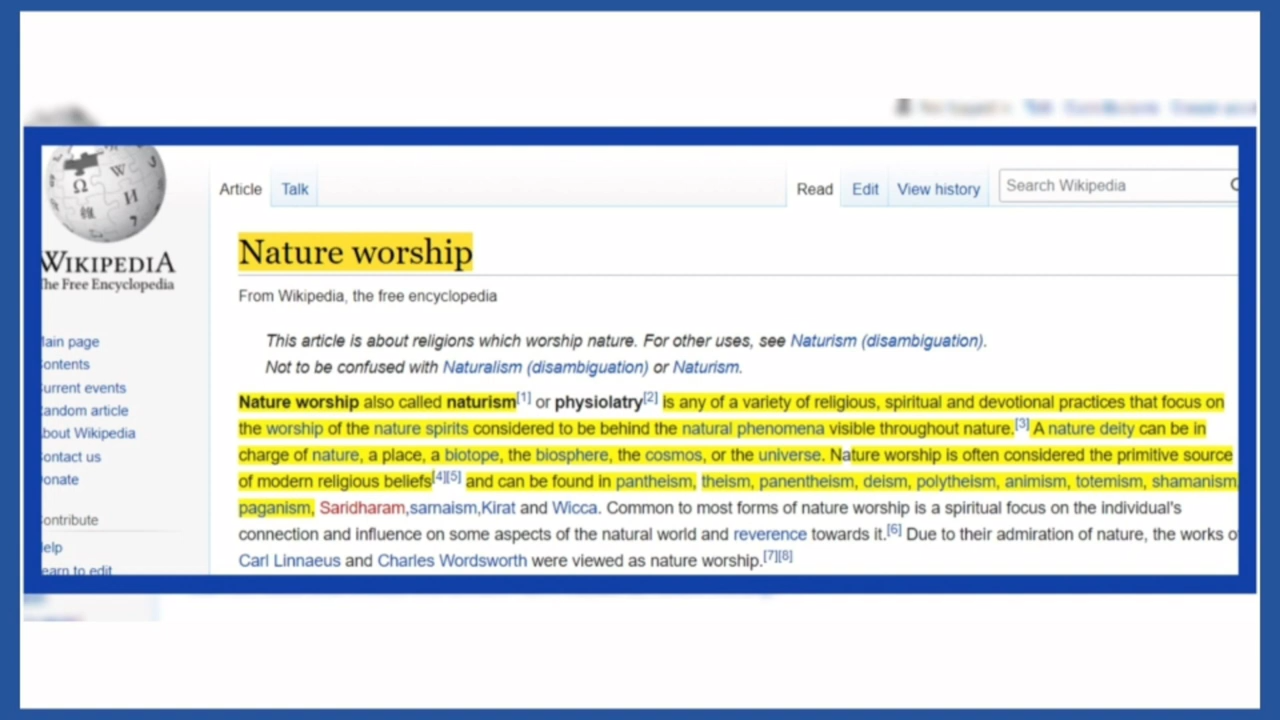 Article
Talk
Read
Edit
View history
Search Wikipedia
WIKIPEDIA
The Free Encyclopedia
Nature worship
From Wikipedia, the free encyclopedia
This article is about religions which worship nature. For other uses, see Naturism (disambiguation).
Not to be confused with Naturalism (disambiguation) or Naturism.
Nature worship also called naturism[1] or physiolatry[2] is any of a variety of religious, spiritual and devotional practices that focus on
the worship of the nature spirits considered to be behind the natural phenomena visible throughout nature.[3] A nature deity can be in
charge of nature, a place, a biotope, the biosphere, the cosmos, or the universe. Nature worship is often considered the primitive source
of modern religious beliefs[4][5] and can be found in pantheism, theism, panentheism, deism, polytheism, animism, totemism, shamanism,
paganism, Saridharam,sarnaism,Kirat and Wicca. Common to most forms of nature worship is a spiritual focus on the individual's
connection and influence on some aspects of the natural world and reverence towards it.[6] Due to their admiration of nature, the works o
Carl Linnaeus and Charles Wordsworth were viewed as nature worship.[7][8]
ain page
ontents
urrent events
andom article
bout Wikipedia
ontact us
onate
ontribute
elp
earn to edit